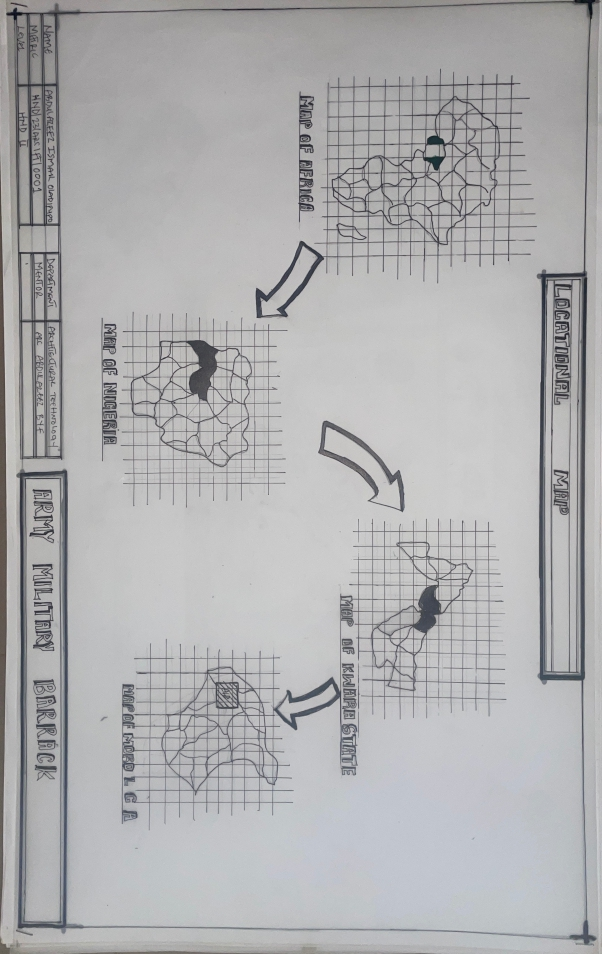 LOCATIONAL MAP
MAP OF AFRICA
MAP OF NIGERIA
MAP OF KWARA STATE
MAP OF MORO L G A
NAME
MATRIC
LEVEL
HND II
DEPARTMENT
ARCHITECTURAL TECHNOLOGY
MENTOR
ARMY MILITARY BARRACK